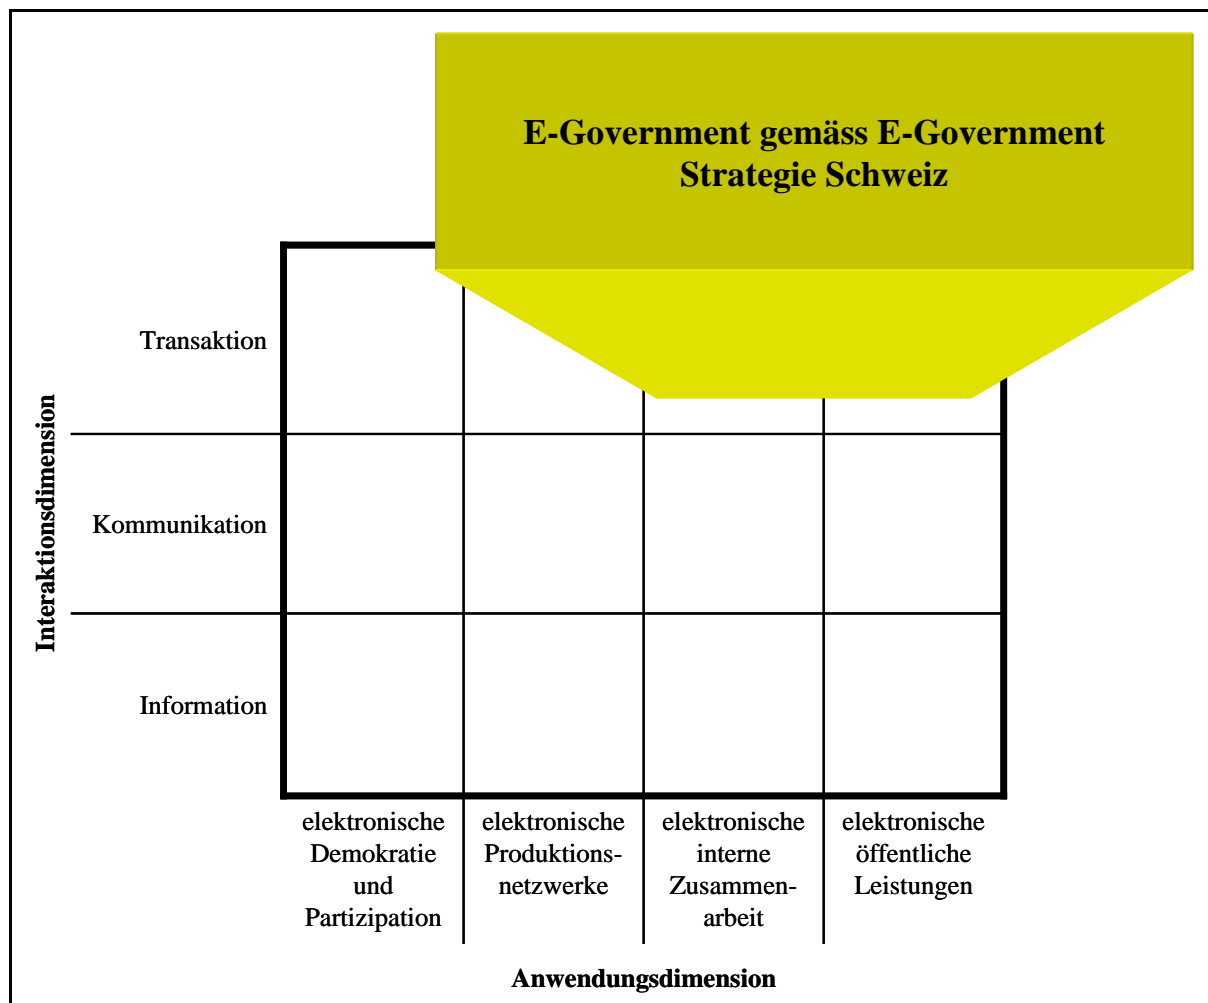 E-Government gemäss E-Government
Strategie Schweiz
Interaktionsdimension
Transaktion
Kommunikation
Information
elektronische
Demokratie
und
Partizipation
elektronische
Produktions-
netzwerke
elektronische
interne
Zusammen-
arbeit
elektronische
öffentliche
Leistungen
Anwendungsdimension